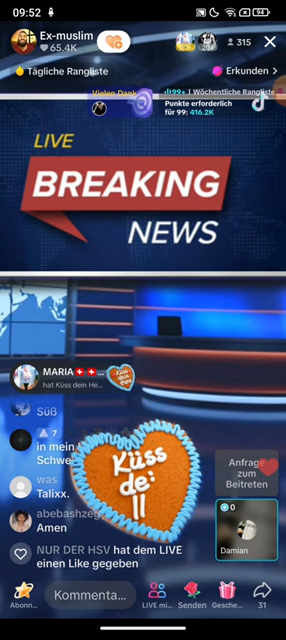 09:52
94
Ex-muslim
65.4K
315
Tägliche Rangliste
Erkunden >
Vielen Dank
99+ | Wöchentliche Rangliste
Punkte erforderlich
für 99: 416.2K
LIVE
BREAKING
NEWS
MARIA
hat Küss dein He...
Süß
7
in mein
Schwe
was
Talixx.
abebashzeg
Amen
NUR DER HSV hat dem LIVE
einen Like gegeben
Küss
de:
Anfrage
zum
Beitreten
0
Damian
Abonn...
Kommenta...
LIVE mi...
Senden
Gesche...
31